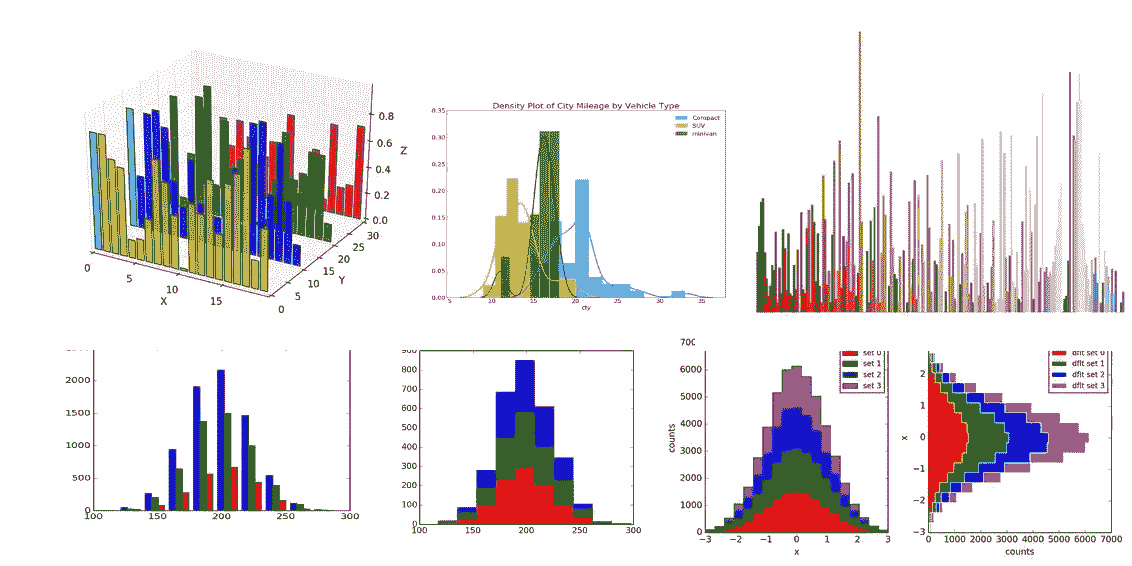 0.8
0.6
0.4
0.2
0.0
Z
0
5
10
15
X
0
5
10
15
20
25
30
Y
Density Plot of City Mileage by Vehicle Type
Compact
SUV
minivan
0.35
0.30
0.25
0.20
0.15
0.10
0.05
0.00
5 10 15 20 25 30 35
cty
2000
1500
1000
500
0
100 150 200 250 300
900
800
700
600
500
400
300
200
100
0
100 150 200 250 300
700
set 0
set 1
set 2
set 3
6000
5000
4000
3000
2000
1000
0
counts
−3 −2 −1 0 1 2 3
x
dflt set 0
dflt set 1
dflt set 2
dflt set 3
2
1
0
−1
−2
−3
x
0 1000 2000 3000 4000 5000 6000 7000
counts